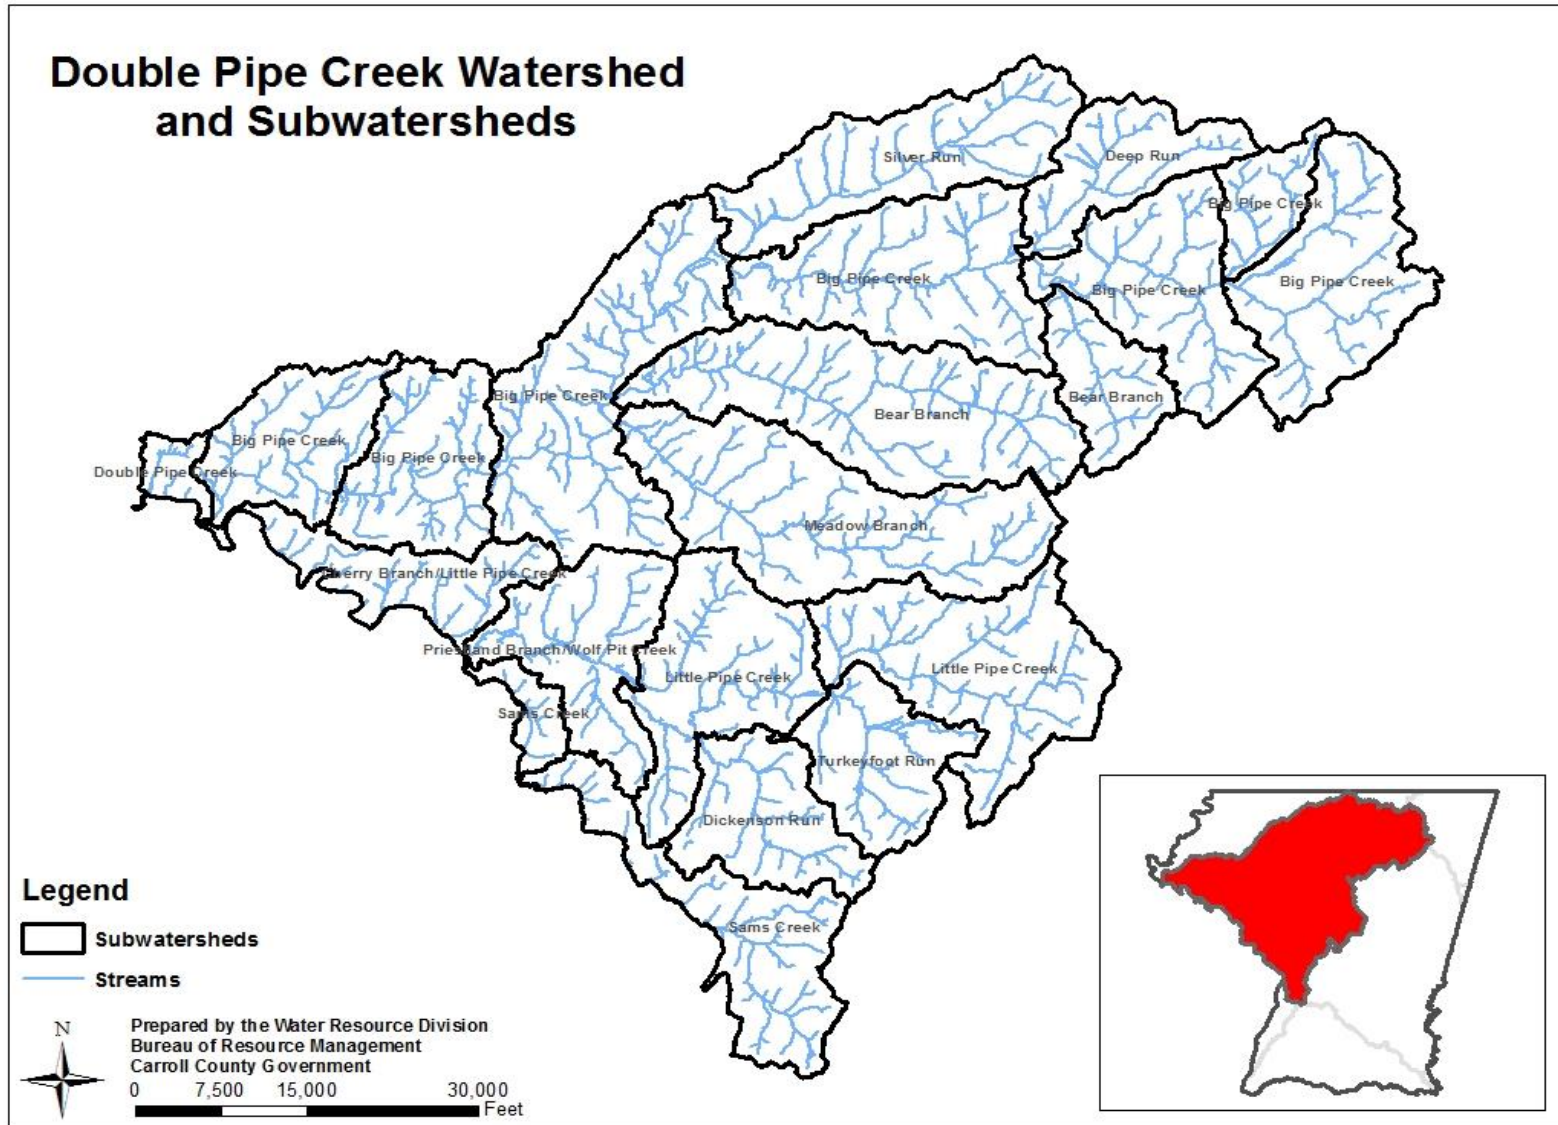 Double Pipe Creek Watershed
and Subwatersheds
Silver Run
Deep Run
Big Pipe Creek
Big Pipe Creek
Big Pipe Creek
Big Pipe Creek
Big Pipe Creek
Bear Branch
Bear Branch
Big Pipe Creek
Big Pipe Creek
Big Pipe Creek
Double Pipe Creek
Meadow Branch
Cherry Branch/Little Pipe Creek
Priestland Branch/Wolf Pit Creek
Little Pipe Creek
Little Pipe Creek
Sams Creek
Turkeyfoot Run
Dickenson Run
Sams Creek
Legend
Subwatersheds
Streams
N
Prepared by the Water Resource Division
Bureau of Resource Management
Carroll County Government
0 7,500 15,000 30,000
Feet